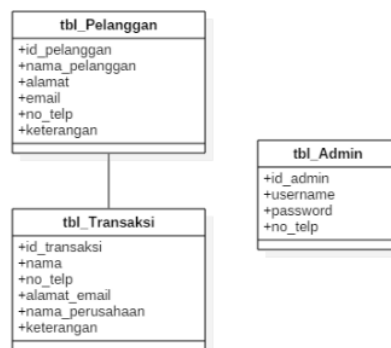 tbl_Pelanggan
+id_pelanggan
+nama_pelanggan
+alamat
+email
+no_telp
+keterangan
tbl_Admin
+id_admin
+username
+password
+no_telp
tbl_Transaksi
+id_transaksi
+nama
+no_telp
+alamat_email
+nama_perusahaan
+keterangan